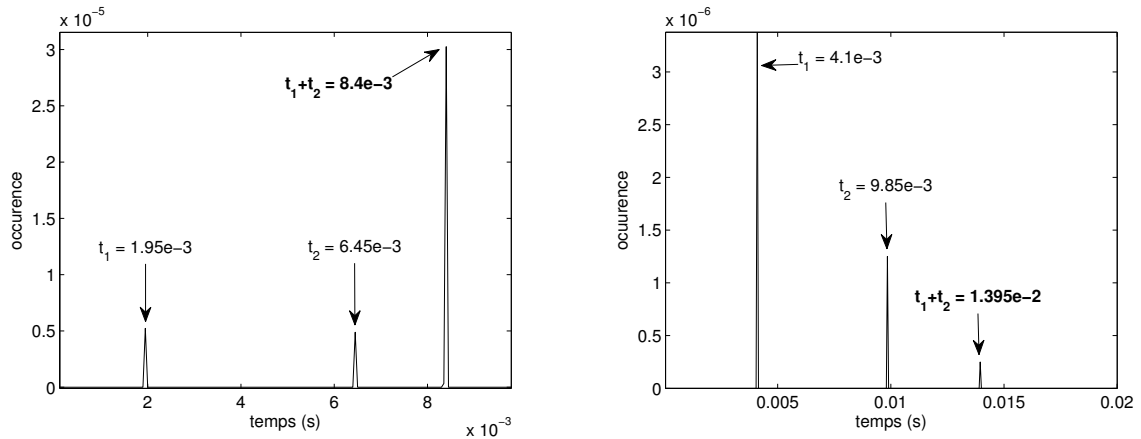 x 10⁻⁵
3
2.5
2
1.5
1
0.5
0
occurence
t₁+t₂ = 8.4e−3
t₁ = 1.95e−3
t₂ = 6.45e−3
2 4 6 8
temps (s)
x 10⁻³
x 10⁻⁶
3
2.5
2
1.5
1
0.5
0
ocuurence
t₁ = 4.1e−3
t₂ = 9.85e−3
t₁+t₂ = 1.395e−2
0.005 0.01 0.015 0.02
temps (s)